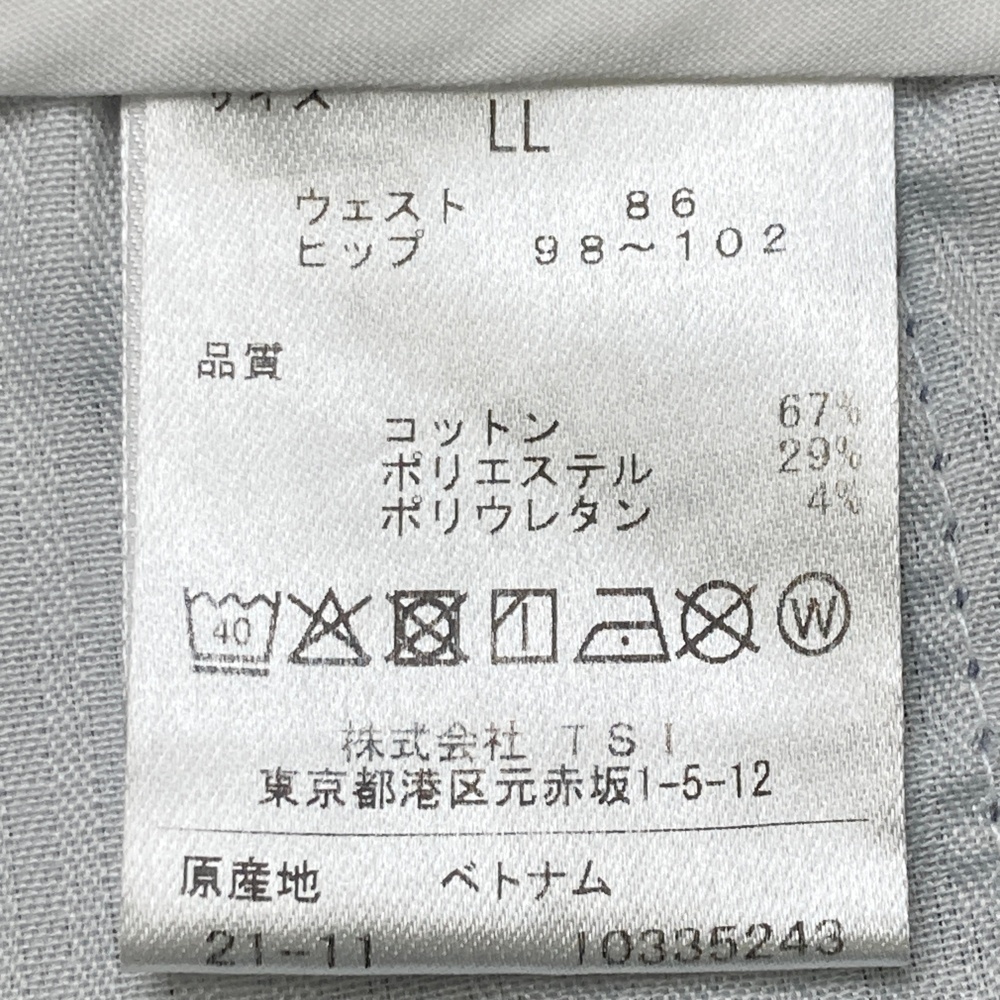 サイズ
LL
ウェスト 86
ヒップ 98～102
品質
コットン 67%
ポリエステル 29%
ポリウレタン 4%
40 W
株式会社 TSI
東京都港区元赤坂1-5-12
原産地 ベトナム
21-11 10335243